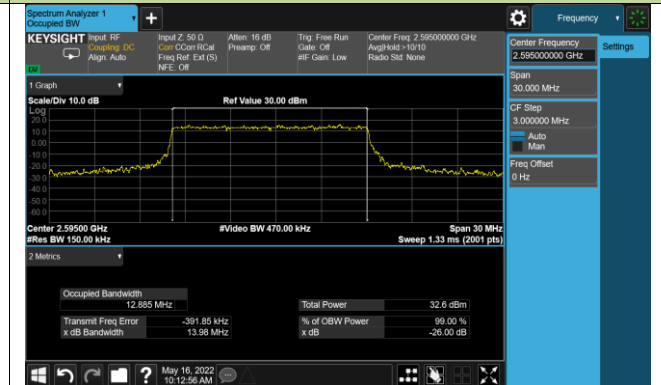 Spectrum Analyzer 1
Occupied BW
+
Frequency
KEYSIGHT
Input: RF
Coupling: DC
Align: Auto
Input Z: 50 Ω
Corr CCorr RCal
Freq Ref: Ext (S)
NFE: Off
Atten: 16 dB
Preamp: Off
Trig: Free Run
Gate: Off
#IF Gain: Low
Center Freq: 2.595000000 GHz
Avg|Hold:>10/10
Radio Std: None
LXI
Center Frequency
2.595000000 GHz
Settings
Span
30.000 MHz
CF Step
3.000000 MHz
Auto
Man
Freq Offset
0 Hz
1 Graph
Scale/Div 10.0 dB
Ref Value 30.00 dBm
Log
20.0
10.0
0.00
-10.0
-20.0
-30.0
-40.0
-50.0
-60.0
Center 2.59500 GHz
#Video BW 470.00 kHz
Span 30 MHz
#Res BW 150.00 kHz
Sweep 1.33 ms (2001 pts)
2 Metrics
Occupied Bandwidth
12.885 MHz
Total Power 32.6 dBm
Transmit Freq Error -391.85 kHz
% of OBW Power 99.00 %
x dB Bandwidth 13.98 MHz
x dB -26.00 dB
?
May 16, 2022
10:12:56 AM